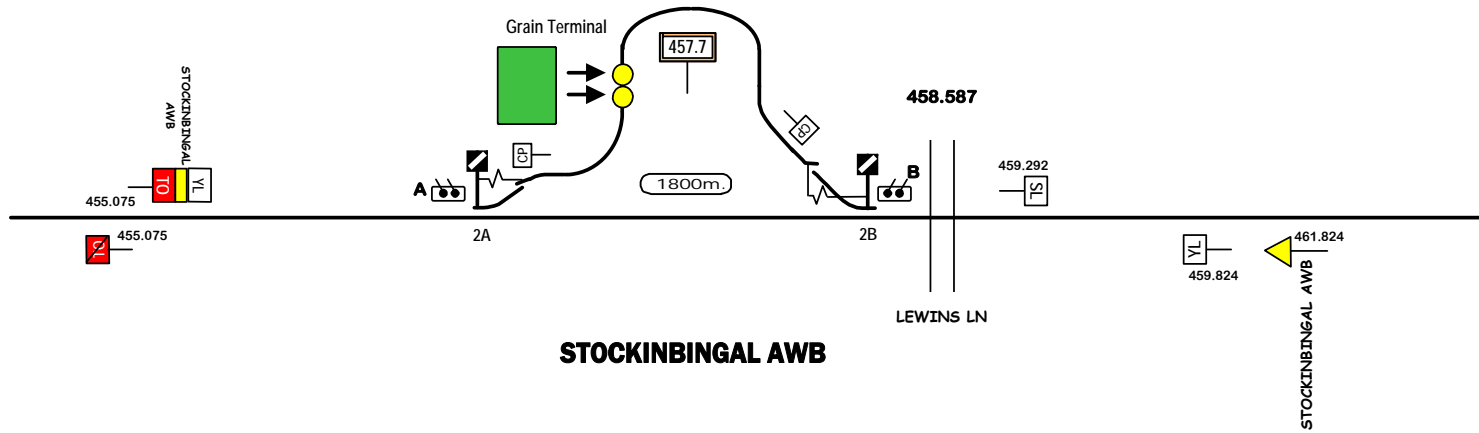 Grain Terminal
457.7
458.587
STOCKINBINGAL
AWB
CP
CP
459.292
TO
YL
A
1800m.
B
SL
455.075
455.075
2A
2B
461.824
TO
YL
459.824
STOCKINBINGAL AWB
LEWINS LN
STOCKINBINGAL AWB